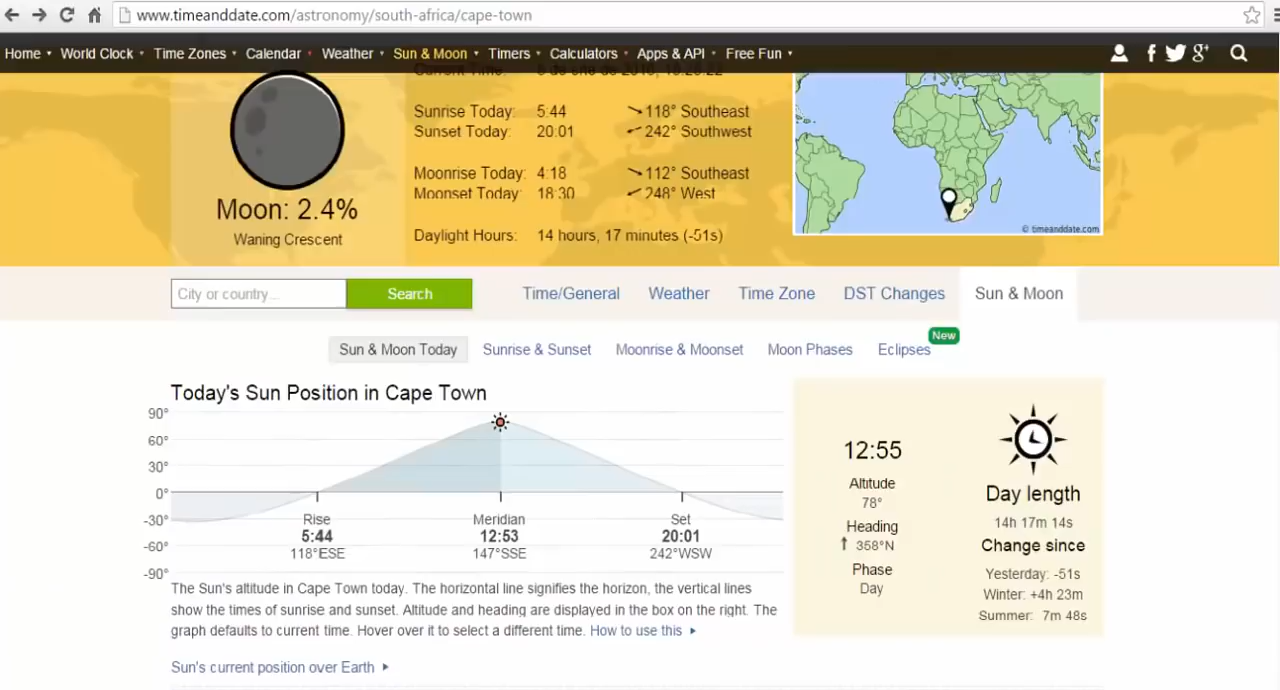 www.timeanddate.com/astronomy/south-africa/cape-town
Home World Clock Time Zones Calendar Weather Sun & Moon Timers Calculators Apps & API Free Fun
Sunrise Today: 5:44 118° Southeast
Sunset Today: 20:01 242° Southwest
Moonrise Today: 4:18 112° Southeast
Moonset Today: 18:30 248° West
Moon: 2.4%
Waning Crescent
Daylight Hours: 14 hours, 17 minutes (-51s)
© timeanddate.com
City or country...
Search
Time/General Weather Time Zone DST Changes Sun & Moon
New
Sun & Moon Today Sunrise & Sunset Moonrise & Moonset Moon Phases Eclipses
Today's Sun Position in Cape Town
90°
60°
30°
0°
-30°
-60°
-90°
Rise Meridian Set
5:44 12:53 20:01
118°ESE 147°SSE 242°WSW
The Sun's altitude in Cape Town today. The horizontal line signifies the horizon, the vertical lines
show the times of sunrise and sunset. Altitude and heading are displayed in the box on the right. The
graph defaults to current time. Hover over it to select a different time. How to use this
Sun's current position over Earth
12:55
Altitude
78°
Heading
358°N
Phase
Day
Day length
14h 17m 14s
Change since
Yesterday: -51s
Winter: +4h 23m
Summer: 7m 48s